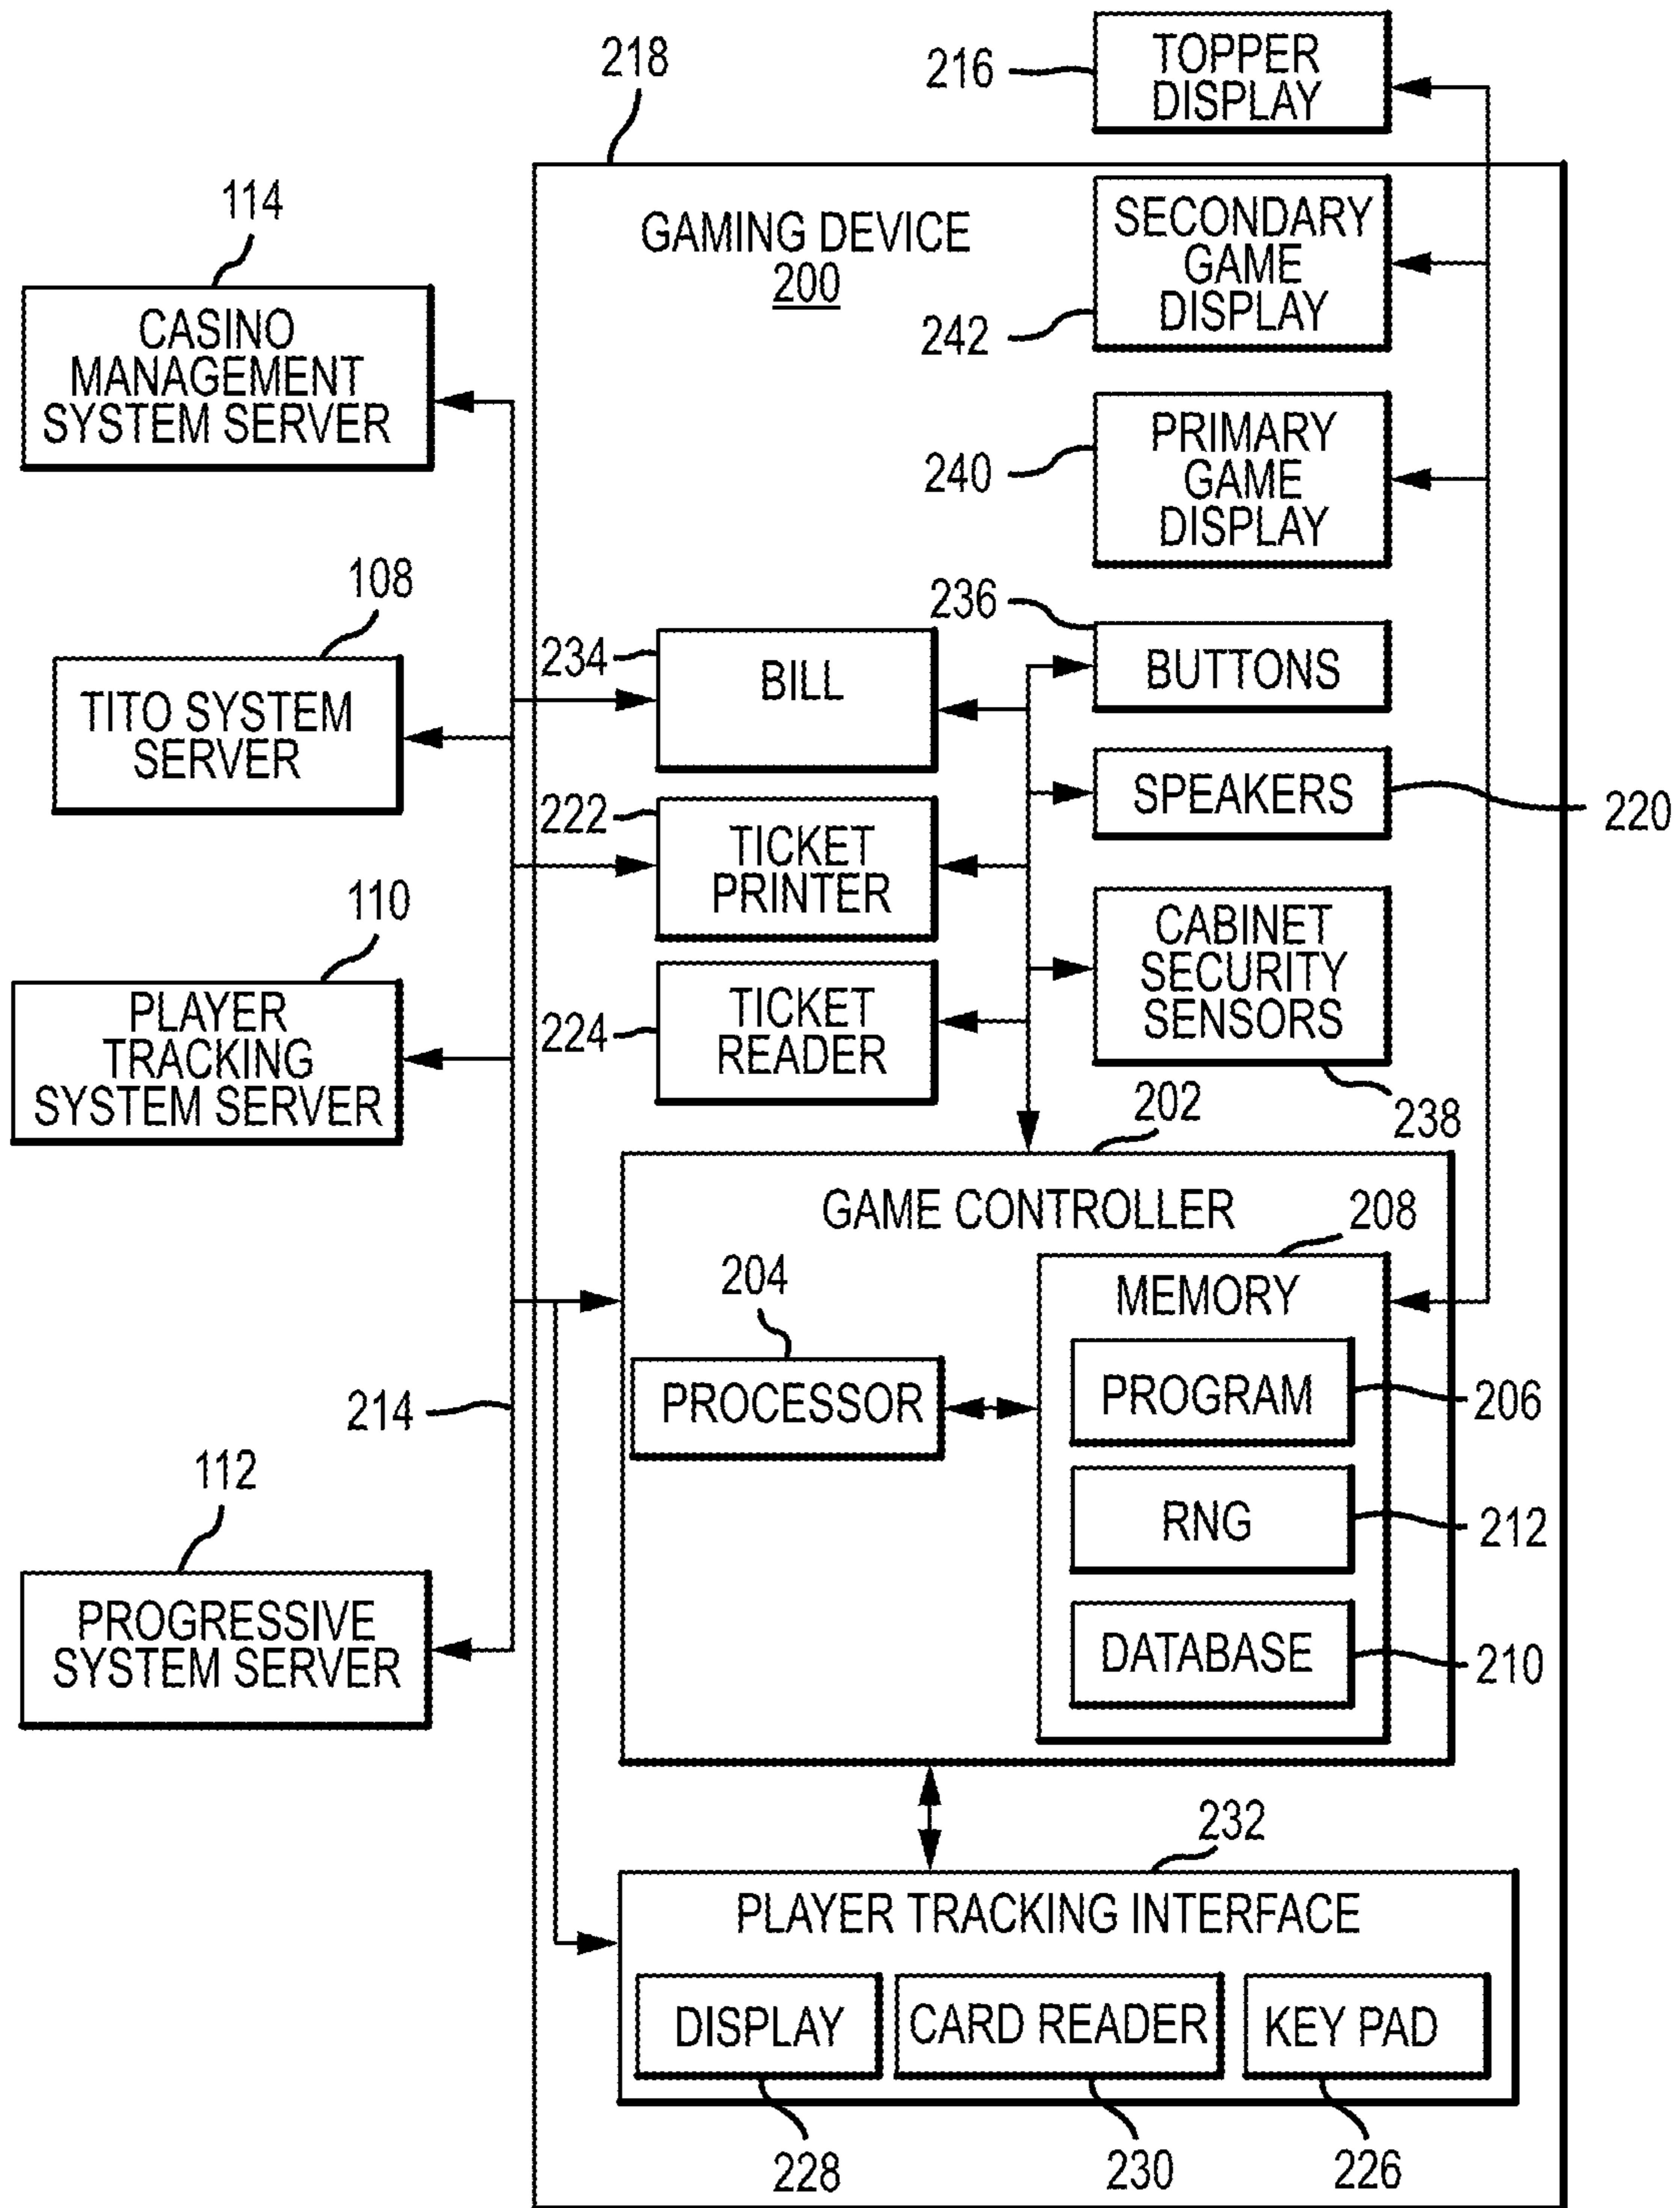 TOPPER
DISPLAY
216
218
GAMING DEVICE
200
SECONDARY
GAME
DISPLAY
242
114
CASINO
MANAGEMENT
SYSTEM SERVER
PRIMARY
GAME
DISPLAY
240
108
TITO SYSTEM
SERVER
234
BILL
236
BUTTONS
222
TICKET
PRINTER
SPEAKERS
220
110
PLAYER
TRACKING
SYSTEM SERVER
224
TICKET
READER
CABINET
SECURITY
SENSORS
238
202
GAME CONTROLLER
208
MEMORY
204
PROCESSOR
PROGRAM
206
214
RNG
212
112
PROGRESSIVE
SYSTEM SERVER
DATABASE
210
232
PLAYER TRACKING INTERFACE
DISPLAY
CARD READER
KEY PAD
228
230
226